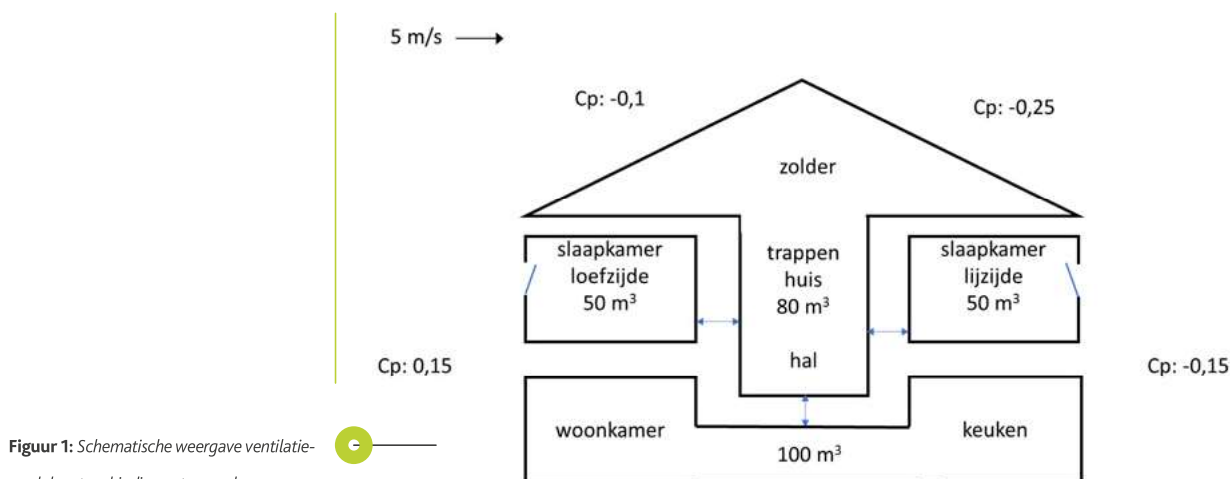 5 m/s
Cp: -0,1
Cp: -0,25
zolder
slaapkamer
loefzijde
50 m³
trappen
huis
80 m³
slaapkamer
lijzijde
50 m³
hal
Cp: 0,15
Cp: -0,15
woonkamer
keuken
100 m³
Figuur 1: Schematische weergave ventilatie-